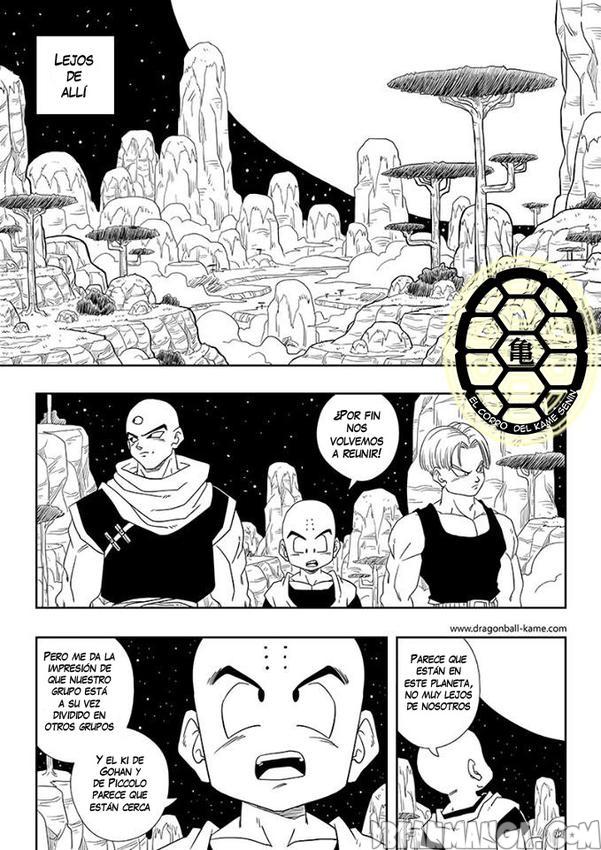 LEJOS
DE
ALLÍ
亀
EL CORRO DEL KAME SENIN
¿POR FIN
NOS
VOLVEMOS
A
REUNIR!
www.dragonball-kame.com
PERO ME DA LA
IMPRESIÓN DE
QUE NUESTRO
GRUPO ESTÁ
A SU VEZ
DIVIDIDO EN
OTROS GRUPOS
Y EL KI DE
GOHAN Y
DE PICCOLO
PARECE QUE
ESTÁN CERCA
PARECE QUE
ESTÁN EN
ESTE PLANETA,
NO MUY LEJOS
DE NOSOTROS